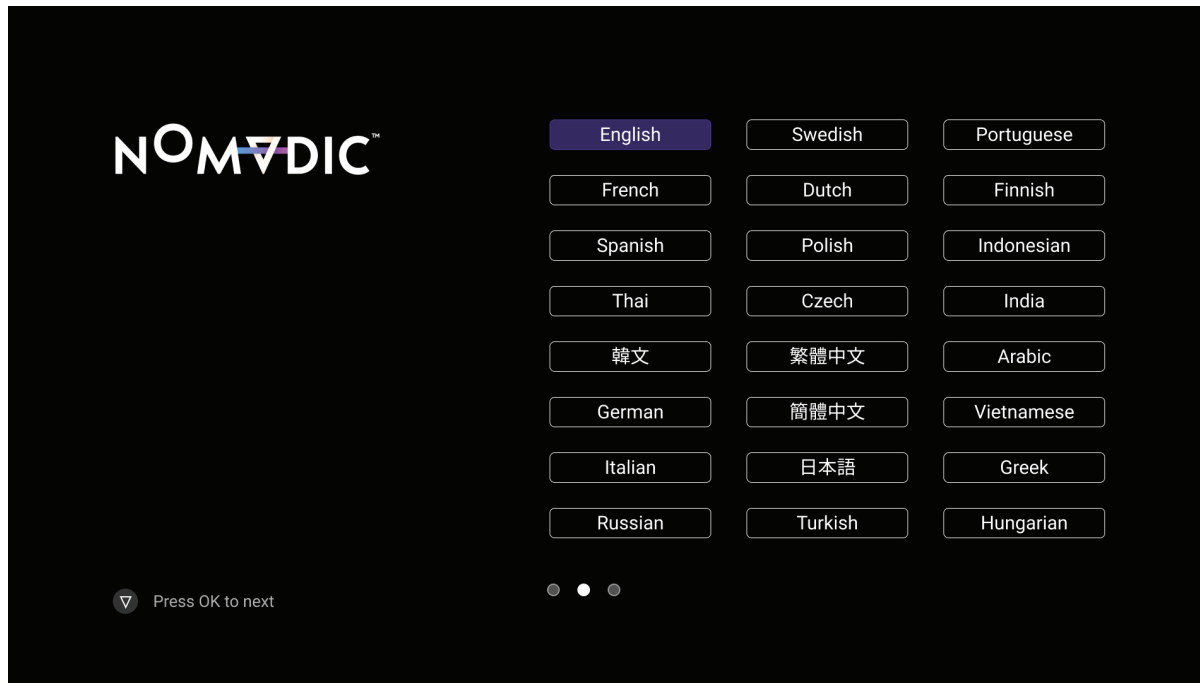 NOMADIC™
English Swedish Portuguese
French Dutch Finnish
Spanish Polish Indonesian
Thai Czech India
韓文 繁體中文 Arabic
German 簡體中文 Vietnamese
Italian 日本語 Greek
Russian Turkish Hungarian
Press OK to next